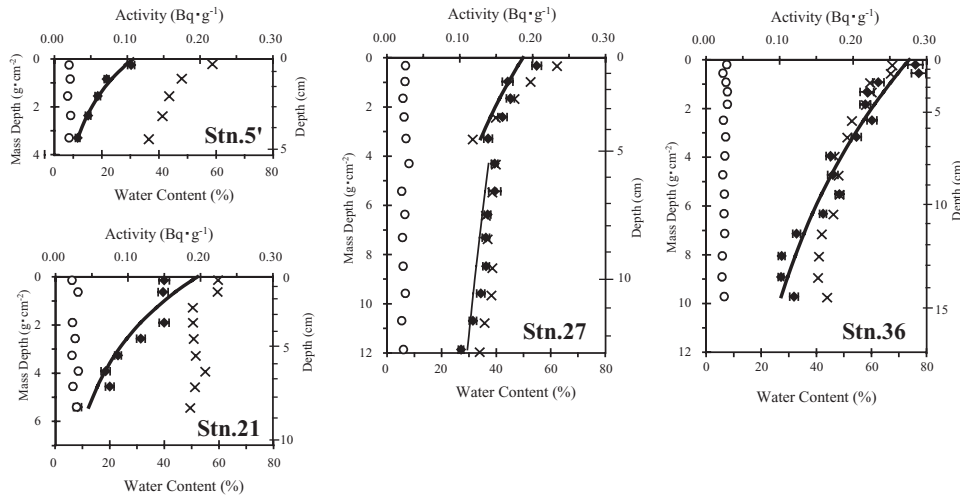 Activity (Bq・g-1)
0.00 0.10 0.20 0.30
0
1
2
3
4
Mass Depth (g・cm-2)
0
5
Depth (cm)
Stn.5'
0 20 40 60 80
Water Content (%)
Activity (Bq・g-1)
0.00 0.10 0.20 0.30
0
2
4
6
Mass Depth (g・cm-2)
0
5
10
Depth (cm)
Stn.21
0 20 40 60 80
Water Content (%)
Activity (Bq・g-1)
0.00 0.10 0.20 0.30
0
2
4
6
8
10
12
Mass Depth (g・cm-2)
0
5
10
Depth (cm)
Stn.27
0 20 40 60 80
Water Content (%)
Activity (Bq・g-1)
0.00 0.10 0.20 0.30
0
2
4
6
8
10
12
Mass Depth (g・cm-2)
0
5
10
15
Depth (cm)
Stn.36
0 20 40 60 80
Water Content (%)